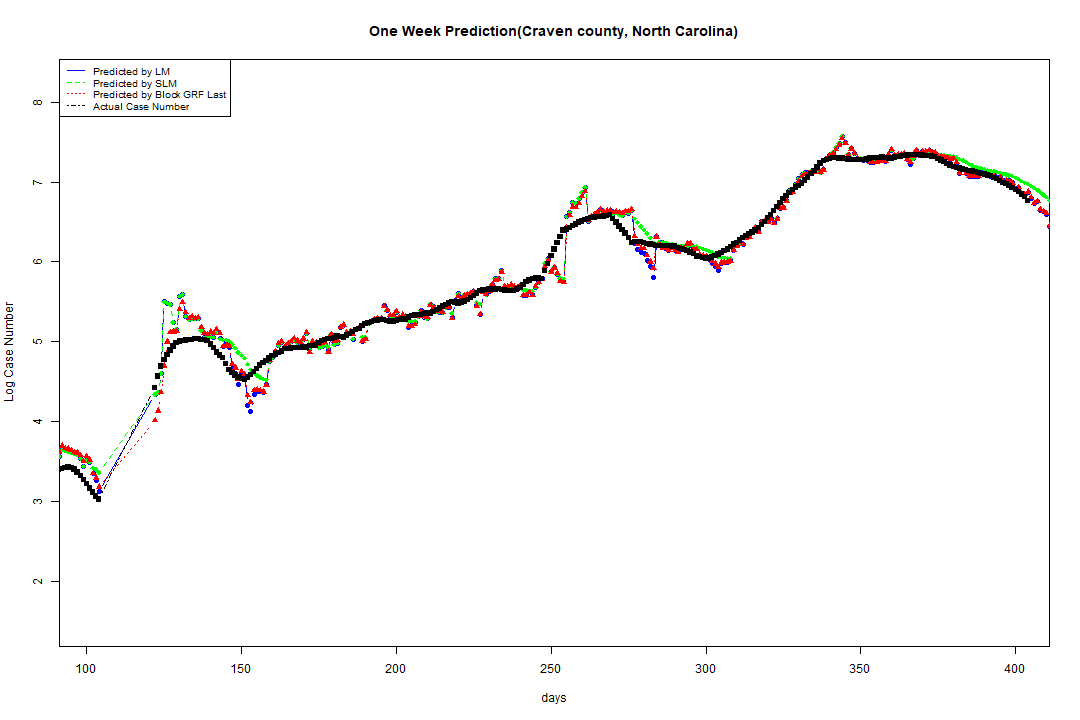 One Week Prediction(Craven county, North Carolina)
Predicted by LM
Predicted by SLM
Predicted by Block GRF Last
Actual Case Number
Log Case Number
8
7
6
5
4
3
2
100 150 200 250 300 350 400
days